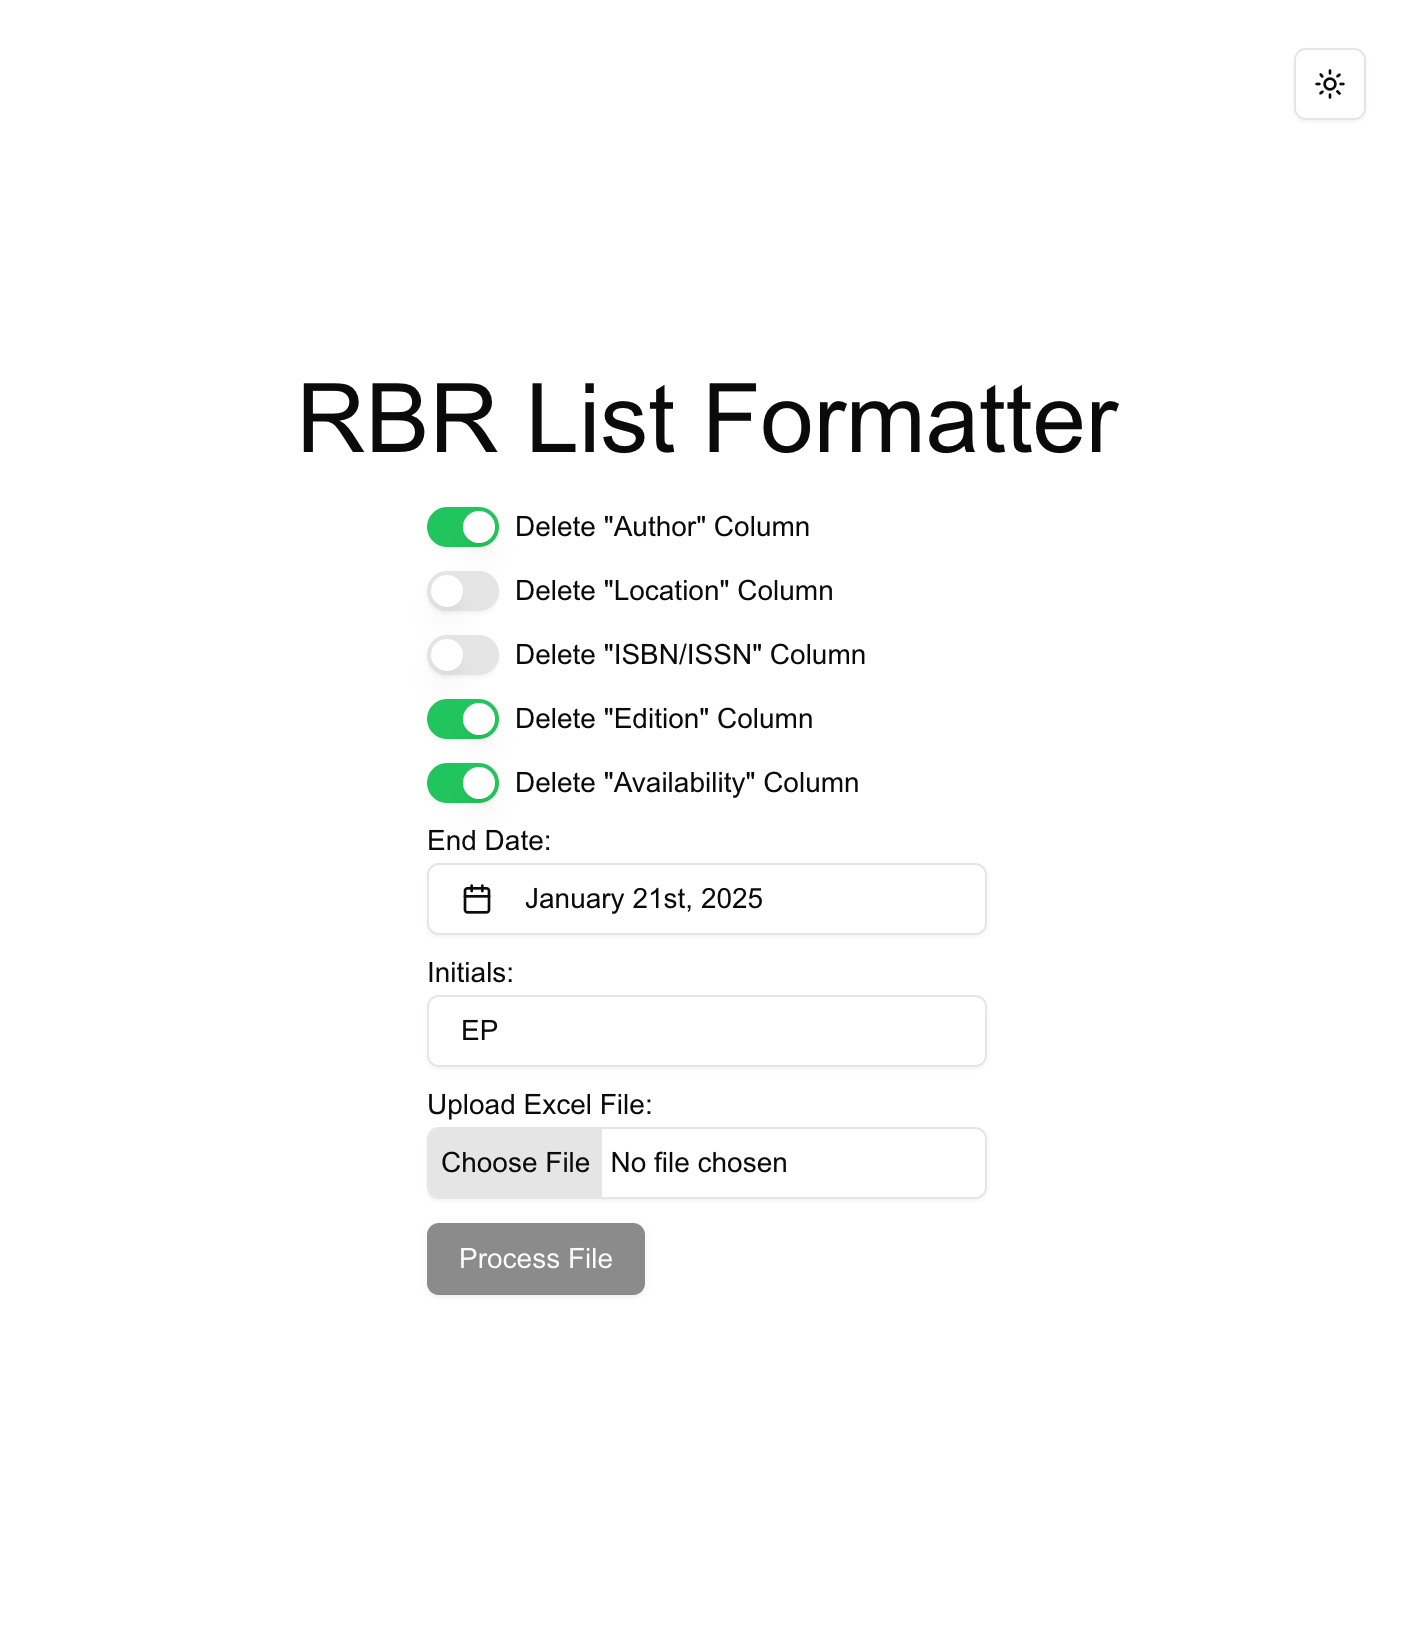 RBR List Formatter
Delete "Author" Column
Delete "Location" Column
Delete "ISBN/ISSN" Column
Delete "Edition" Column
Delete "Availability" Column
End Date:
January 21st, 2025
Initials:
EP
Upload Excel File:
Choose File No file chosen
Process File